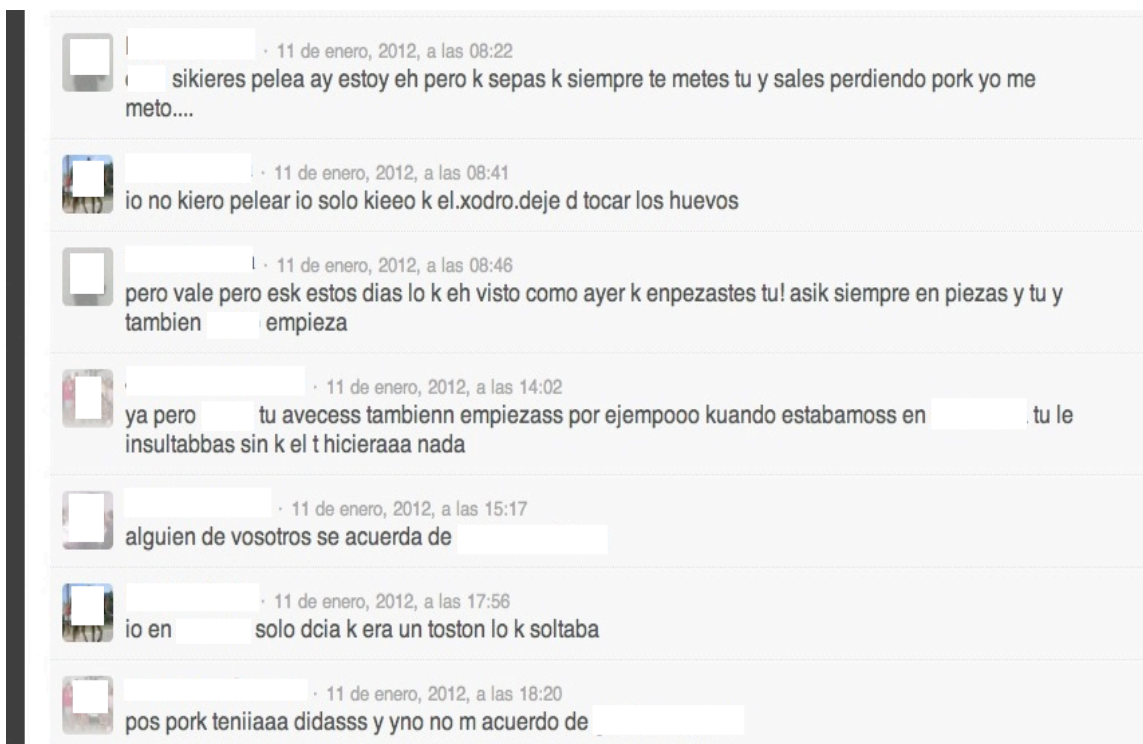 · 11 de enero, 2012, a las 08:22
sikieres pelea ay estoy eh pero k sepas k siempre te metes tu y sales perdiendo pork yo me
meto....
· 11 de enero, 2012, a las 08:41
io no kiero pelear io solo kieeo k el.xodro.deje d tocar los huevos
· 11 de enero, 2012, a las 08:46
pero vale pero esk estos dias lo k eh visto como ayer k enpezastes tu! asik siempre en piezas y tu y
tambien empieza
· 11 de enero, 2012, a las 14:02
ya pero tu avecess tambienn empiezass por ejempooo kuando estabamoss en tu le
insultabbas sin k el t hicieraaa nada
· 11 de enero, 2012, a las 15:17
alguien de vosotros se acuerda de
· 11 de enero, 2012, a las 17:56
io en solo dcia k era un toston lo k soltaba
· 11 de enero, 2012, a las 18:20
pos pork teniiaaa didasss y yno no m acuerdo de